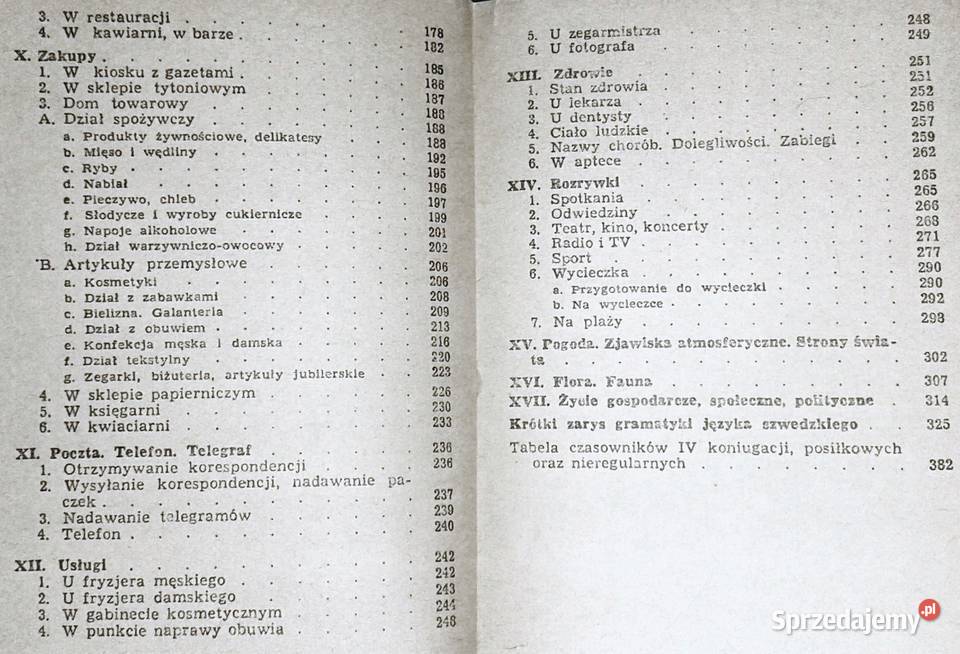 3. W restauracji . . . . . . . 178
4. W kawiarni, w barze . . . . . . 182
X. Zakupy . . . . . . . . . 185
1. W kiosku z gazetami . . . . . . 186
2. W sklepie tytoniowym . . . . . . 187
3. Dom towarowy . . . . . . . 188
A. Dział spożywczy . . . . . . . 188
a. Produkty żywnościowe, delikatesy . . . 188
b. Mięso i wędliny . . . . . . . 192
c. Ryby . . . . . . . . . 195
d. Nabiał . . . . . . . . . 196
e. Pieczywo, chleb . . . . . . . 197
f. Słodycze i wyroby cukiernicze . . . . 199
g. Napoje alkoholowe . . . . . . 201
h. Dział warzywniczo-owocowy . . . . 202
B. Artykuły przemysłowe . . . . . . 206
a. Kosmetyki . . . . . . . . 206
b. Dział z zabawkami . . . . . . 208
c. Bielizna. Galanteria . . . . . . 209
d. Dział z obuwiem . . . . . . . 213
e. Konfekcja męska i damska . . . . . 216
f. Dział tekstylny . . . . . . . 220
g. Zegarki, biżuteria, artykuły jubilerskie . . 223
4. W sklepie papierniczym . . . . . . 226
5. W księgarni . . . . . . . . 230
6. W kwiaciarni . . . . . . . . 233
XI. Poczta. Telefon. Telegraf . . . . . . 236
1. Otrzymywanie korespondencji . . . . 236
2. Wysyłanie korespondencji, nadawanie pa-
czek . . . . . . . . . . 237
3. Nadawanie telegramów . . . . . . 239
4. Telefon . . . . . . . . . 240
XII. Usługi . . . . . . . . . 242
1. U fryzjera męskiego . . . . . . 242
2. U fryzjera damskiego . . . . . . 243
3. W gabinecie kosmetycznym . . . . . 244
4. W punkcie naprawy obuwia . . . . . 246
5. U zegarmistrza . . . . . . . 248
6. U fotografa . . . . . . . . 249
XIII. Zdrowie . . . . . . . . . 251
1. Stan zdrowia . . . . . . . . 251
2. U lekarza . . . . . . . . . 252
3. U dentysty . . . . . . . . 256
4. Ciało ludzkie . . . . . . . . 257
5. Nazwy chorób. Dolegliwości. Zabiegi . . 259
6. W aptece . . . . . . . . . 262
XIV. Rozrywki . . . . . . . . . 265
1. Spotkania . . . . . . . . 265
2. Odwiedziny . . . . . . . . 266
3. Teatr, kino, koncerty . . . . . . 268
4. Radio i TV . . . . . . . . 271
5. Sport . . . . . . . . . . 277
6. Wycieczka . . . . . . . . 290
a. Przygotowanie do wycieczki . . . . 290
b. Na wycieczce . . . . . . . . 292
7. Na plaży . . . . . . . . . 293
XV. Pogoda. Zjawiska atmosferyczne. Strony świa-
ta . . . . . . . . . . . 302
XVI. Flora. Fauna . . . . . . . . 307
XVII. Życie gospodarcze, społeczne, polityczne . 314
Krótki zarys gramatyki języka szwedzkiego . . 325
Tabela czasowników IV koniugacji, posiłkowych
oraz nieregularnych . . . . . . . . 382
Sprzedajemy.pl